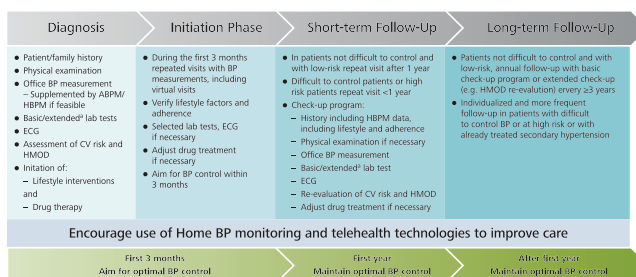 Diagnosis
Initiation Phase
Short-term Follow-Up
Long-term Follow-Up
● Patient/family history
● Physical examination
● Office BP measurement
– Supplemented by ABPM/
HBPM if feasible
● Basic/extendedª lab tests
● ECG
● Assessment of CV risk and
HMOD
● Initation of:
– Lifestyle interventions
and
– Drug therapy
● During the first 3 months
repeated visits with BP
measurements, including
virtual visits
● Verify lifestyle factors and
adherence
● Selected lab tests, ECG
if necessary
● Adjust drug treatment
if necessary
● Aim for BP control within
3 months
● In patients not difficult to control and
with low-risk repeat visit after 1 year
● Difficult to control patients or high
risk patients repeat visit <1 year
● Check-up program:
– History including HBPM data,
including lifestyle and adherence
– Physical examination if necessary
– Office BP measurement
– Basic/extendedª lab test
– ECG
– Re-evaluation of CV risk and HMOD
– Adjust drug treatment if necessary
● Patients not difficult to control and with
low-risk, annual follow-up with basic
check-up program or extended check-up
(e.g. HMOD re-evalution) ervery ≥3 years
● Individualized and more frequent
follow-up in patients with difficult
to control BP or at high risk or with
already treated secondary hypertension
Encourage use of Home BP monitoring and telehealth technologies to improve care
First 3 months
Aim for optimal BP control
First year
Maintain optimal BP control
After first year
Maintain optimal BP control